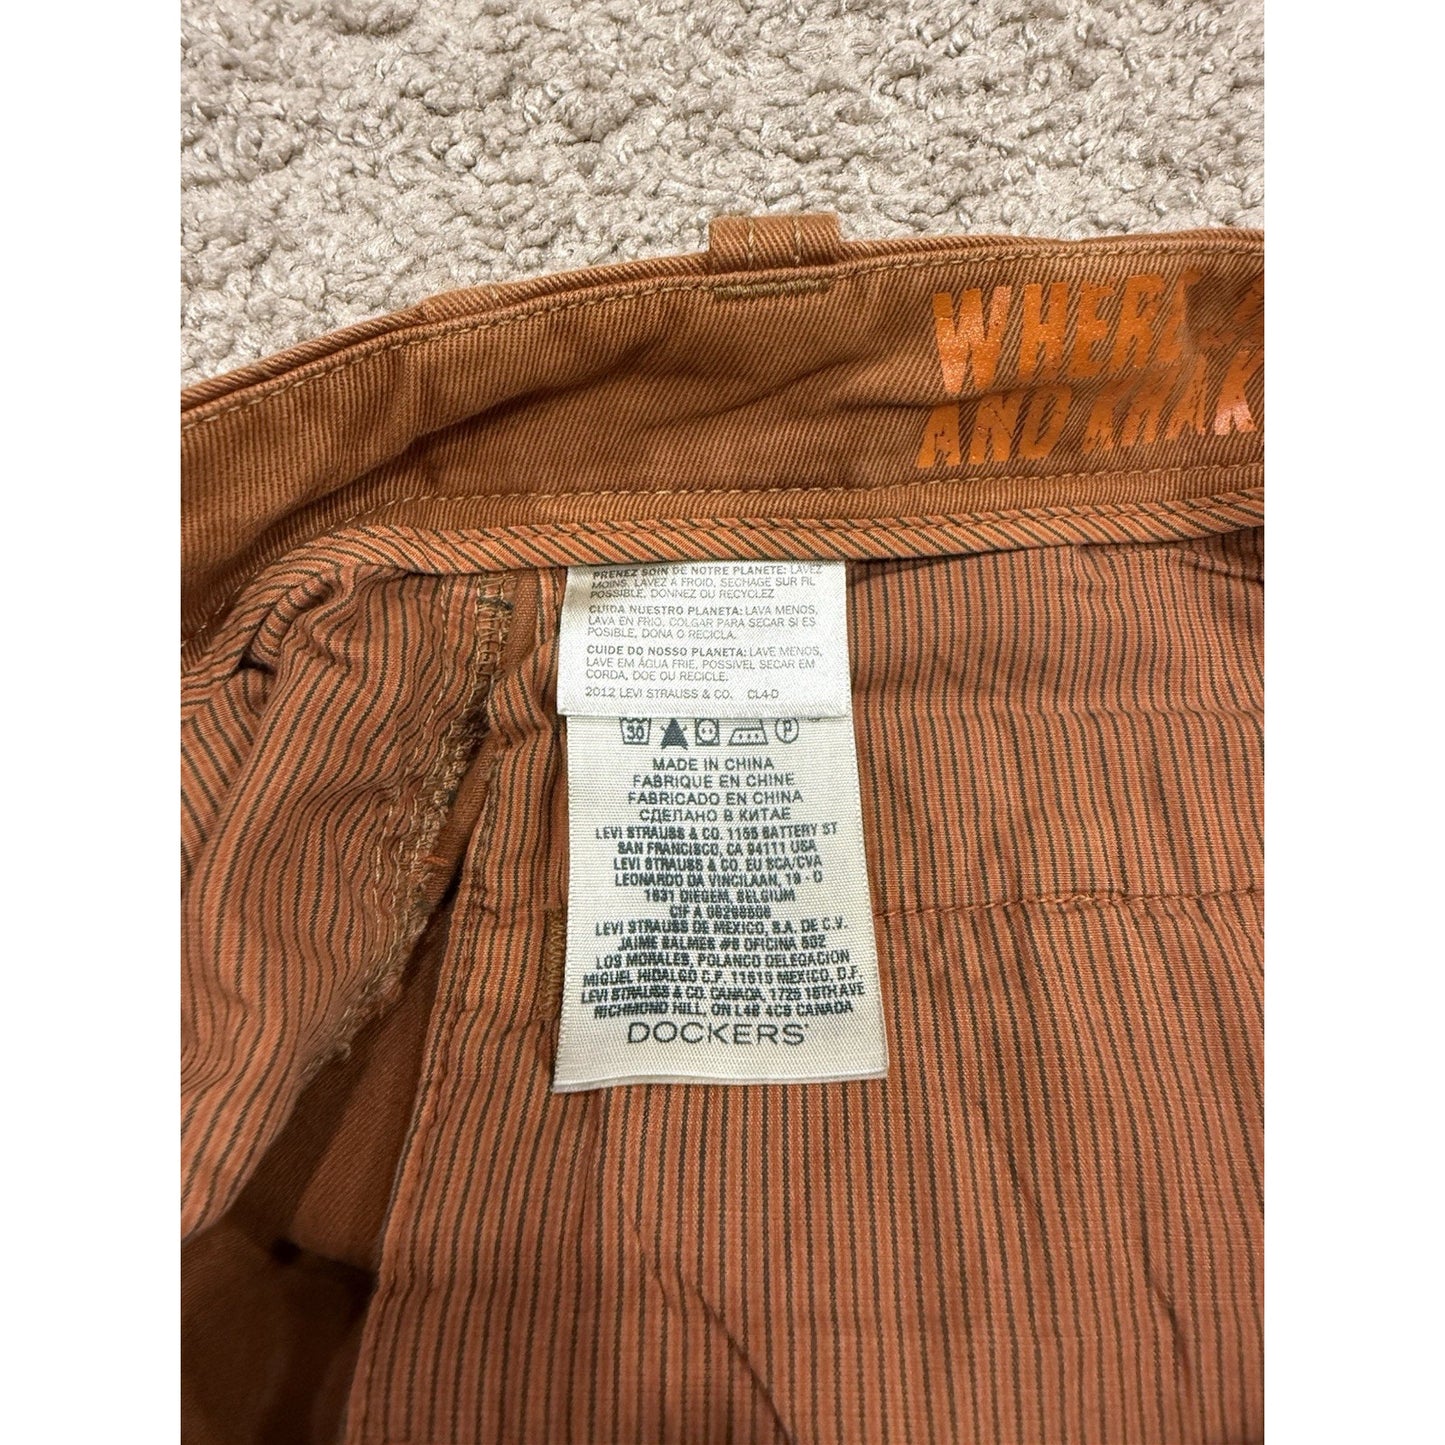 WHERE
AND KHAK
PRENEZ SOIN DE NOTRE PLANETE: LAVEZ
MOINS, LAVEZ A FROID, SECHAGE SUR FIL
POSSIBLE, DONNEZ OU RECYCLEZ
CUIDA NUESTRO PLANETA: LAVA MENOS,
LAVA EN FRIO, COLGAR PARA SECAR SI ES
POSIBLE, DONA O RECICLA.
CUIDE DO NOSSO PLANETA: LAVE MENOS,
LAVE EM ÁGUA FRIE, POSSIVEL SECAR EM
CORDA, DOE OU RECICLE.
2012 LEVI STRAUSS & CO. CL4-D
30 P
MADE IN CHINA
FABRIQUE EN CHINE
FABRICADO EN CHINA
СДЕЛАНО В КИТАЕ
LEVI STRAUSS & CO. 1155 BATTERY ST
SAN FRANCISCO, CA 94111 USA
LEVI STRAUSS & CO. EU SCA/CVA
LEONARDO DA VINCILAAN, 19 - D
1831 DIEGEM, BELGIUM
CIF A
LEVI STRAUSS DE MEXICO, S.A. DE C.V.
JAIME BALMES #8 OFICINA 502
LOS MORALES, POLANCO DELEGACION
MIGUEL HIDALGO C.P. 11510 MEXICO, D.F.
LEVI STRAUSS & CO. CANADA, 1725 16TH AVE
RICHMOND HILL, ON L4B 4C6 CANADA
DOCKERS